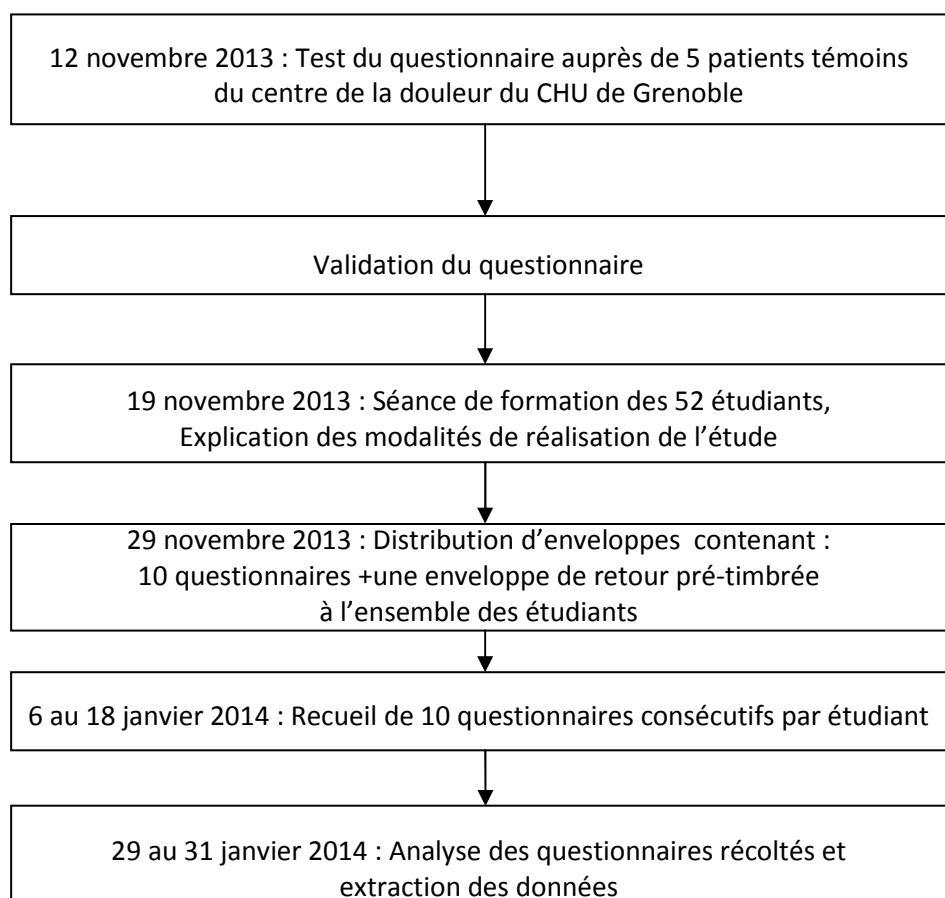 12 novembre 2013 : Test du questionnaire auprès de 5 patients témoins
du centre de la douleur du CHU de Grenoble
Validation du questionnaire
19 novembre 2013 : Séance de formation des 52 étudiants,
Explication des modalités de réalisation de l’étude
29 novembre 2013 : Distribution d’enveloppes contenant :
10 questionnaires +une enveloppe de retour pré-timbrée
à l’ensemble des étudiants
6 au 18 janvier 2014 : Recueil de 10 questionnaires consécutifs par étudiant
29 au 31 janvier 2014 : Analyse des questionnaires récoltés et
extraction des données